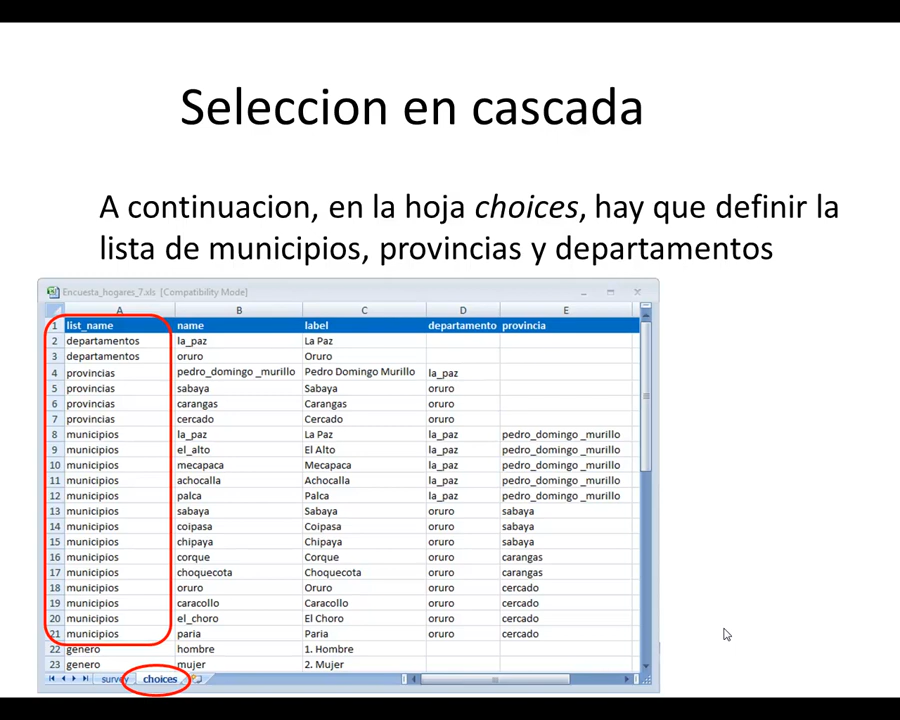 Seleccion en cascada
A continuacion, en la hoja choices, hay que definir la
lista de municipios, provincias y departamentos
Encuesta_hogares_7.xls [Compatibility Mode]
A B C D E
1 list_name name label departamento provincia
2 departamentos la_paz La Paz
3 departamentos oruro Oruro
4 provincias pedro_domingo _murillo Pedro Domingo Murillo la_paz
5 provincias sabaya Sabaya oruro
6 provincias carangas Carangas oruro
7 provincias cercado Cercado oruro
8 municipios la_paz La Paz la_paz pedro_domingo _murillo
9 municipios el_alto El Alto la_paz pedro_domingo _murillo
10 municipios mecapaca Mecapaca la_paz pedro_domingo _murillo
11 municipios achocalla Achocalla la_paz pedro_domingo _murillo
12 municipios palca Palca la_paz pedro_domingo _murillo
13 municipios sabaya Sabaya oruro sabaya
14 municipios coipasa Coipasa oruro sabaya
15 municipios chipaya Chipaya oruro sabaya
16 municipios corque Corque oruro carangas
17 municipios choquecota Choquecota oruro carangas
18 municipios oruro Oruro oruro cercado
19 municipios caracollo Caracollo oruro cercado
20 municipios el_choro El Choro oruro cercado
21 municipios paria Paria oruro cercado
22 genero hombre 1. Hombre
23 genero mujer 2. Mujer
survey choices